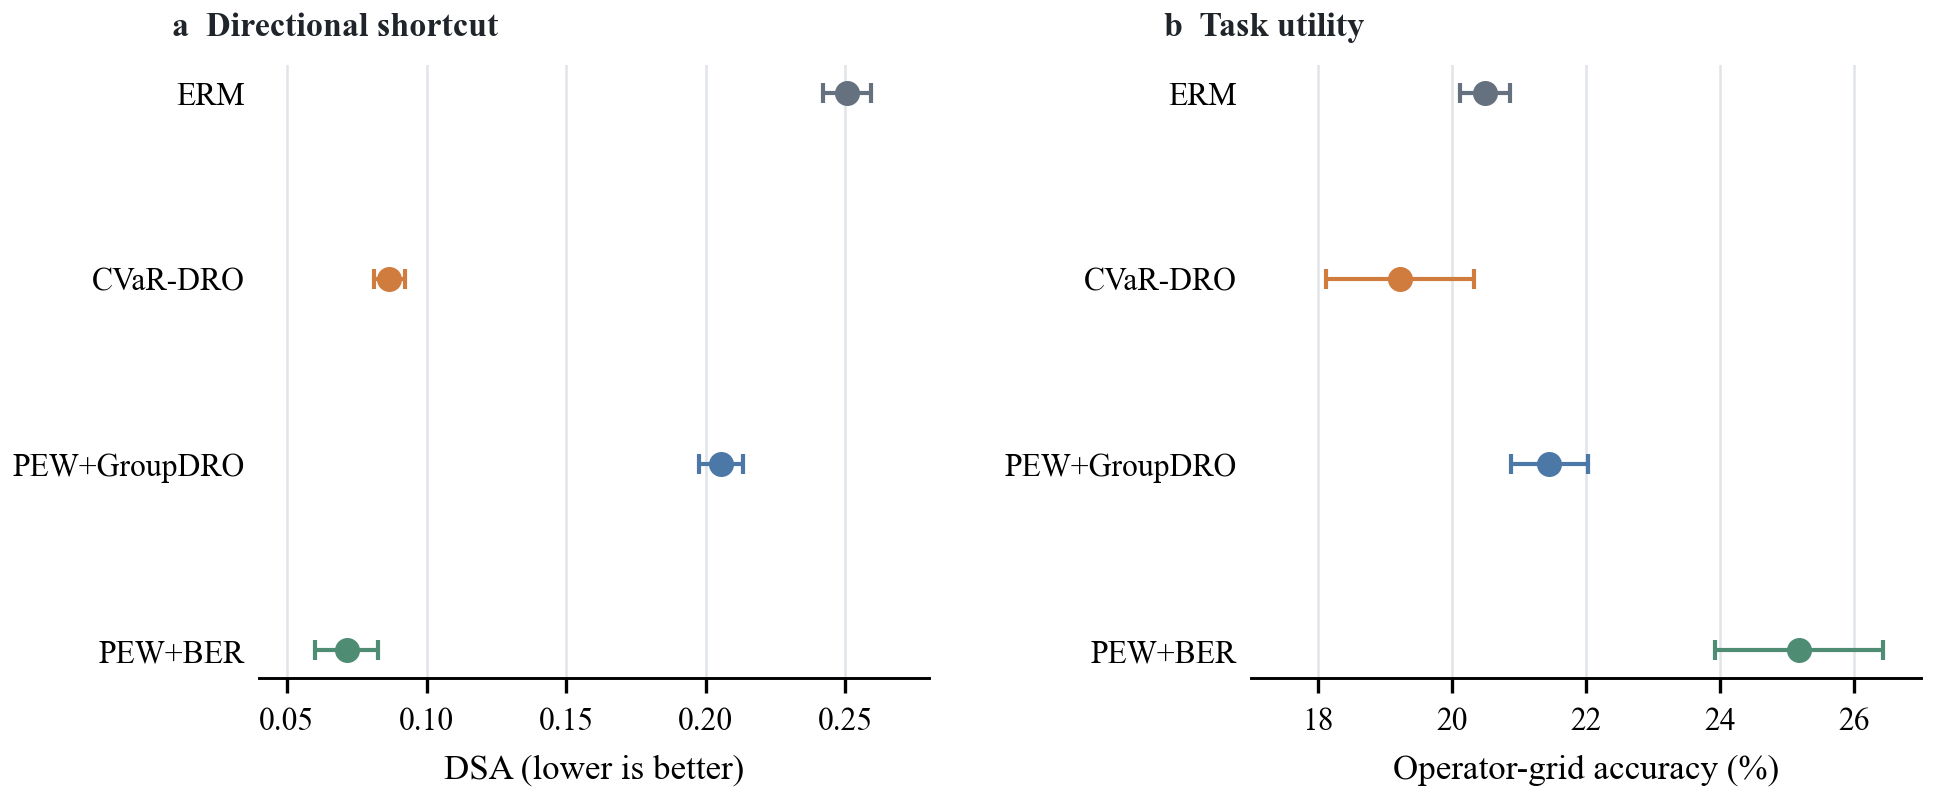 a Directional shortcut
ERM
CVaR-DRO
PEW+GroupDRO
PEW+BER
0.05 0.10 0.15 0.20 0.25
DSA (lower is better)
b Task utility
ERM
CVaR-DRO
PEW+GroupDRO
PEW+BER
18 20 22 24 26
Operator-grid accuracy (%)